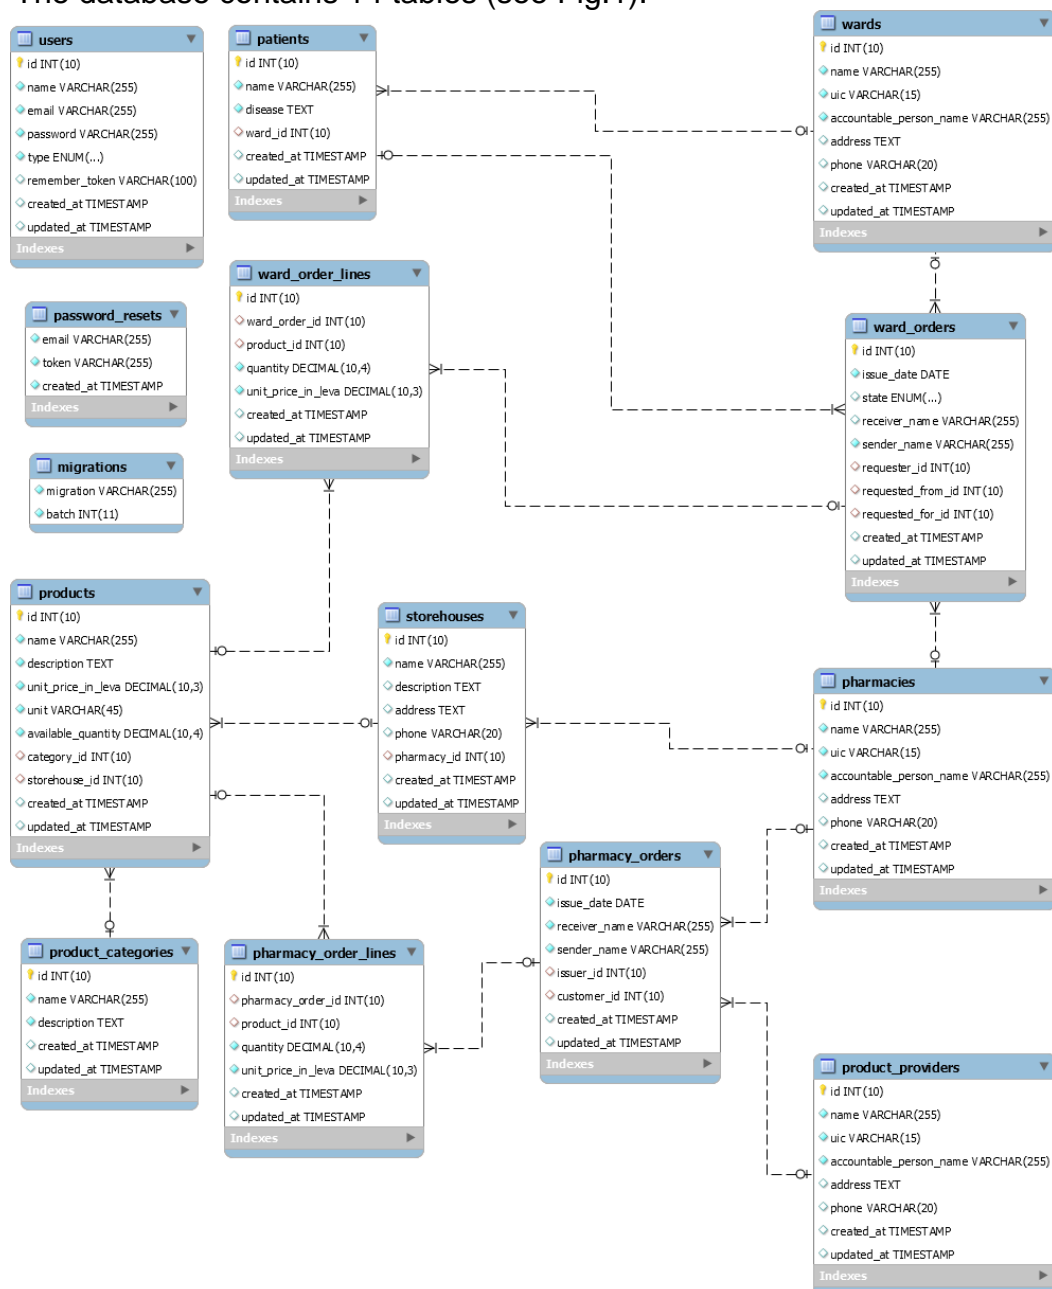 The database contains 14 tables (see Fig.1).
users
id INT(10)
name VARCHAR(255)
email VARCHAR(255)
password VARCHAR(255)
type ENUM(...)
remember_token VARCHAR(100)
created_at TIMESTAMP
updated_at TIMESTAMP
Indexes
patients
id INT(10)
name VARCHAR(255)
disease TEXT
ward_id INT(10)
created_at TIMESTAMP
updated_at TIMESTAMP
Indexes
wards
id INT(10)
name VARCHAR(255)
uic VARCHAR(15)
accountable_person_name VARCHAR(255)
address TEXT
phone VARCHAR(20)
created_at TIMESTAMP
updated_at TIMESTAMP
Indexes
ward_order_lines
id INT(10)
ward_order_id INT(10)
product_id INT(10)
quantity DECIMAL(10,4)
unit_price_in_leva DECIMAL(10,3)
created_at TIMESTAMP
updated_at TIMESTAMP
Indexes
password_resets
email VARCHAR(255)
token VARCHAR(255)
created_at TIMESTAMP
Indexes
ward_orders
id INT(10)
issue_date DATE
state ENUM(...)
receiver_name VARCHAR(255)
sender_name VARCHAR(255)
requester_id INT(10)
requested_from_id INT(10)
requested_for_id INT(10)
created_at TIMESTAMP
updated_at TIMESTAMP
Indexes
migrations
migration VARCHAR(255)
batch INT(11)
products
id INT(10)
name VARCHAR(255)
description TEXT
unit_price_in_leva DECIMAL(10,3)
unit VARCHAR(45)
available_quantity DECIMAL(10,4)
category_id INT(10)
storehouse_id INT(10)
created_at TIMESTAMP
updated_at TIMESTAMP
Indexes
storehouses
id INT(10)
name VARCHAR(255)
description TEXT
address TEXT
phone VARCHAR(20)
pharmacy_id INT(10)
created_at TIMESTAMP
updated_at TIMESTAMP
Indexes
pharmacies
id INT(10)
name VARCHAR(255)
uic VARCHAR(15)
accountable_person_name VARCHAR(255)
address TEXT
phone VARCHAR(20)
created_at TIMESTAMP
updated_at TIMESTAMP
Indexes
product_categories
id INT(10)
name VARCHAR(255)
description TEXT
created_at TIMESTAMP
updated_at TIMESTAMP
Indexes
pharmacy_order_lines
id INT(10)
pharmacy_order_id INT(10)
product_id INT(10)
quantity DECIMAL(10,4)
unit_price_in_leva DECIMAL(10,3)
created_at TIMESTAMP
updated_at TIMESTAMP
Indexes
pharmacy_orders
id INT(10)
issue_date DATE
receiver_name VARCHAR(255)
sender_name VARCHAR(255)
issuer_id INT(10)
customer_id INT(10)
created_at TIMESTAMP
updated_at TIMESTAMP
Indexes
product_providers
id INT(10)
name VARCHAR(255)
uic VARCHAR(15)
accountable_person_name VARCHAR(255)
address TEXT
phone VARCHAR(20)
created_at TIMESTAMP
updated_at TIMESTAMP
Indexes